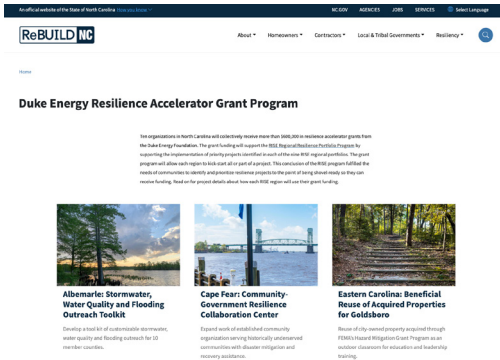 An official website of the State of North Carolina How you know
NC.GOV AGENCIES JOBS SERVICES Select Language
ReBUILD NC
About Homeowners Contractors Local & Tribal Governments Resiliency
Home
Duke Energy Resilience Accelerator Grant Program
Ten organizations in North Carolina will collectively receive more than $600,000 in resilience accelerator grants from
the Duke Energy Foundation. The grant funding will support the RISE Regional Resilience Portfolio Program by
supporting the implementation of priority projects identified in each of the nine RISE regional portfolios. The grant
program will allow each region to kick-start all or part of a project. This conclusion of the RISE program fulfilled the
needs of communities to identify and prioritize resilience projects to the point of being shovel-ready so they can
receive funding. Read on for project details about how each RISE region will use their grant funding.
Albemarle: Stormwater,
Water Quality and Flooding
Outreach Toolkit
Develop a tool kit of customizable stormwater,
water quality and flooding outreach for 10
member counties.
Cape Fear: Community-
Government Resilience
Collaboration Center
Expand work of established community
organization serving historically underserved
communities with disaster mitigation and
recovery assistance.
Eastern Carolina: Beneficial
Reuse of Acquired Properties
for Goldsboro
Reuse of city-owned property acquired through
FEMA's Hazard Mitigation Grant Program as an
outdoor classroom for education and leadership
training.